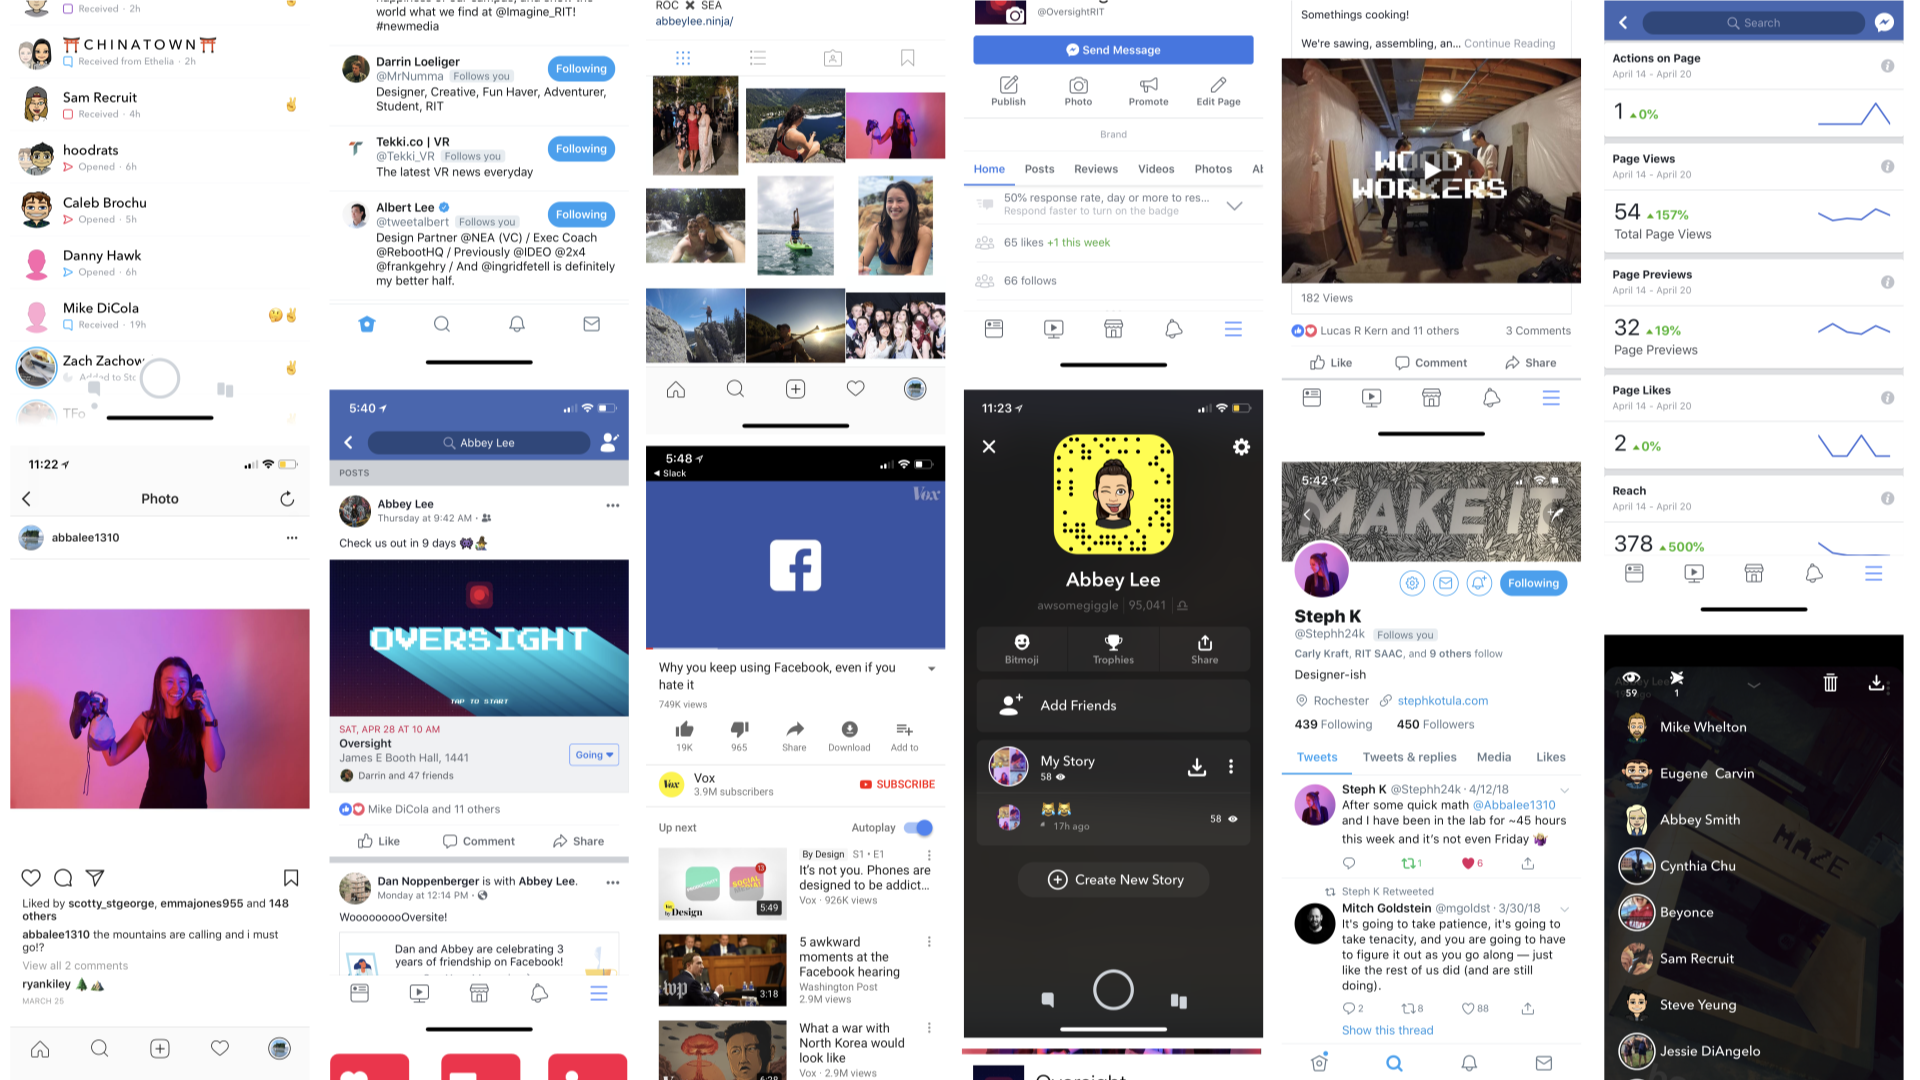 Received · 2h
CHINATOWN
Received from Ethelia · 2h
Sam Recruit
Received · 4h
hoodrats
Opened · 6h
Caleb Brochu
Opened · 5h
Danny Hawk
Opened · 6h
Mike DiCola
Received · 19h
Zach Zachow
Added to Stc
TFo
11:22
Photo
abbalee1310
Liked by scotty_stgeorge, emmajones955 and 148
others
abbalee1310 the mountains are calling and i must
go!?
View all 2 comments
ryankiley
MARCH 25
world what we find at @Imagine_RIT!
#newmedia
Darrin Loeliger
@MrNumma Follows you
Following
Designer, Creative, Fun Haver, Adventurer,
Student, RIT
Tekki.co | VR
@Tekki_VR Follows you
Following
The latest VR news everyday
Albert Lee
@tweetalbert Follows you
Following
Design Partner @NEA (VC) / Exec Coach
@RebootHQ / Previously @IDEO @2x4
@frankgehry / And @ingridfetell is definitely
my better half.
5:40
Abbey Lee
POSTS
Abbey Lee
Thursday at 9:42 AM ·
Check us out in 9 days
OVERSIGHT
TAP TO START
SAT, APR 28 AT 10 AM
Oversight
James E Booth Hall, 1441
Darrin and 47 friends
Going
Mike DiCola and 11 others
Like Comment Share
Dan Noppenberger is with Abbey Lee.
Monday at 12:14 PM ·
WooooooooOversite!
Dan and Abbey are celebrating 3
years of friendship on Facebook!
ROC ✖ SEA
abbeylee.ninja/
5:48
Slack
Vox
Why you keep using Facebook, even if you
hate it
749K views
19K 965 Share Download Add to
Vox
Vox
3.9M subscribers
SUBSCRIBE
Up next
Autoplay
by Design
5:49
By Design S1 • E1
It's not you. Phones are
designed to be addict...
Vox · 926K views
wp
3:18
5 awkward
moments at the
Facebook hearing
Washington Post
2.9M views
Vox
6:28
What a war with
North Korea would
look like
Vox · 2.9M views
@OversightRIT
Send Message
Publish Photo Promote Edit Page
Brand
Home Posts Reviews Videos Photos Al
50% response rate, day or more to res...
Respond faster to turn on the badge
65 likes +1 this week
66 follows
11:23
Abbey Lee
awsomegiggle 95,041
Bitmoji Trophies Share
Add Friends
My Story
58
17h ago
58
Create New Story
Oversight
Somethings cooking!
We're sawing, assembling, an... Continue Reading
WOOD
WORKERS
182 Views
Lucas R Kern and 11 others
3 Comments
Like Comment Share
5:42
MAKE IT
Following
Steph K
@Stephh24k Follows you
Carly Kraft, RIT SAAC, and 9 others follow
Designer-ish
Rochester stephkotula.com
439 Following 450 Followers
Tweets Tweets & replies Media Likes
Steph K @Stephh24k · 4/12/18
After some quick math @Abbalee1310
and I have been in the lab for ~45 hours
this week and it's not even Friday
1 6
Steph K Retweeted
Mitch Goldstein @mgoldst · 3/30/18
It's going to take patience, it's going to
take tenacity, and you are going to have
to figure it out as you go along — just
like the rest of us did (and are still
doing).
2 8 88
Show this thread
Search
Actions on Page
April 14 - April 20
1 0%
Page Views
April 14 - April 20
54 157%
Total Page Views
Page Previews
April 14 - April 20
32 19%
Page Previews
Page Likes
April 14 - April 20
2 0%
Reach
April 14 - April 20
378 500%
59 1
MAZE
Mike Whelton
Eugene Carvin
Abbey Smith
Cynthia Chu
Beyonce
Sam Recruit
Steve Yeung
Jessie DiAngelo